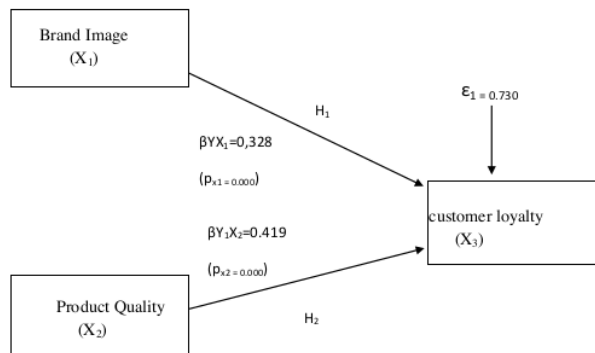 Brand Image
(X₁)
H₁
ε₁ = 0.730
βYX₁=0,328
(pₓ₁ = 0.000)
customer loyalty
(X₃)
βY₁X₂=0.419
(pₓ₂ = 0.000)
Product Quality
(X₂)
H₂